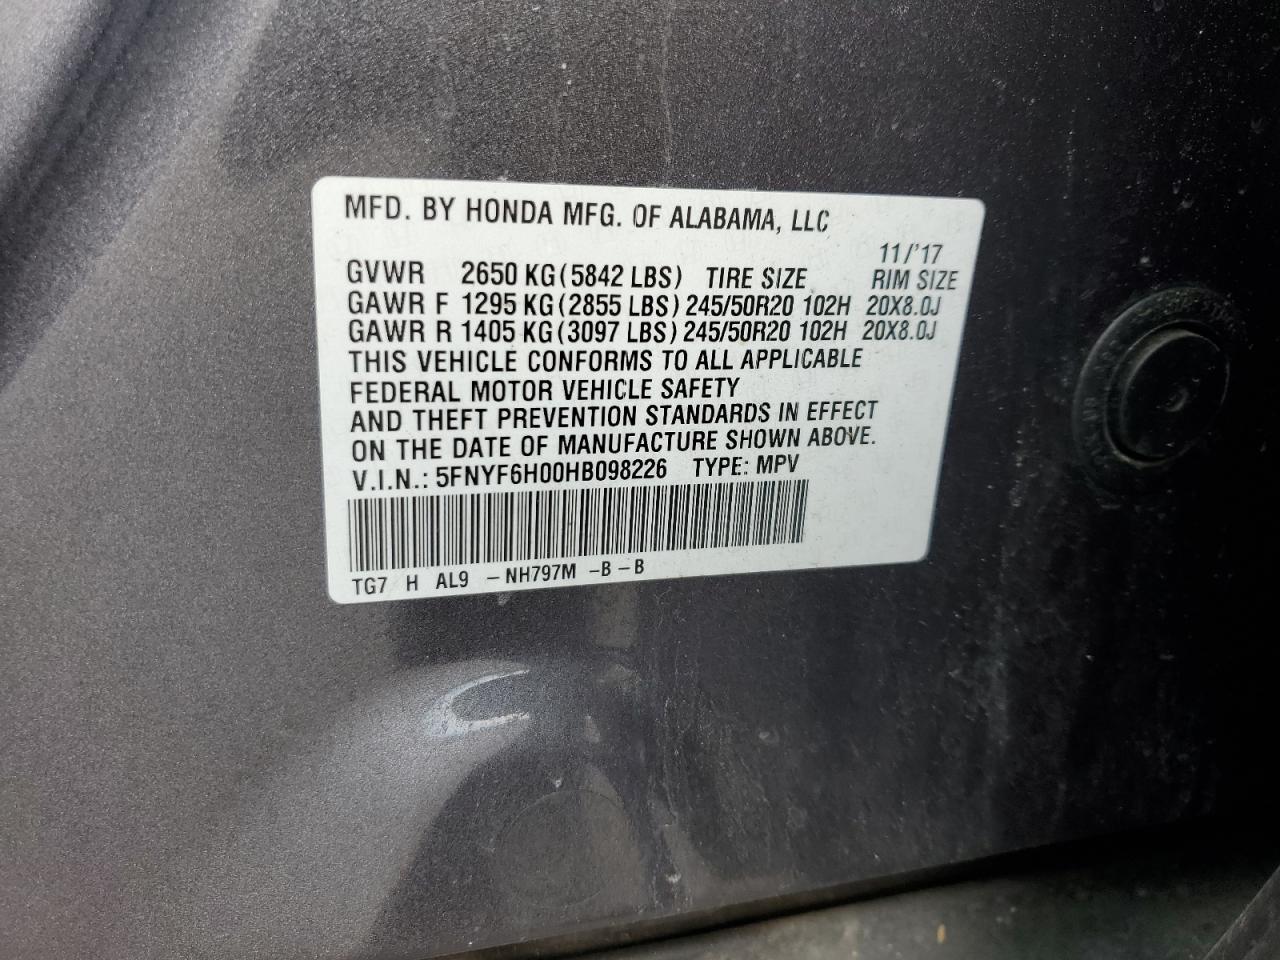 MFD. BY HONDA MFG. OF ALABAMA, LLC
11/'17
GVWR 2650 KG(5842 LBS) TIRE SIZE RIM SIZE
GAWR F 1295 KG(2855 LBS) 245/50R20 102H 20X8.0J
GAWR R 1405 KG(3097 LBS) 245/50R20 102H 20X8.0J
THIS VEHICLE CONFORMS TO ALL APPLICABLE
FEDERAL MOTOR VEHICLE SAFETY
AND THEFT PREVENTION STANDARDS IN EFFECT
ON THE DATE OF MANUFACTURE SHOWN ABOVE.
V.I.N.: 5FNYF6H00HB098226 TYPE: MPV
TG7 H AL9 -NH797M -B-B